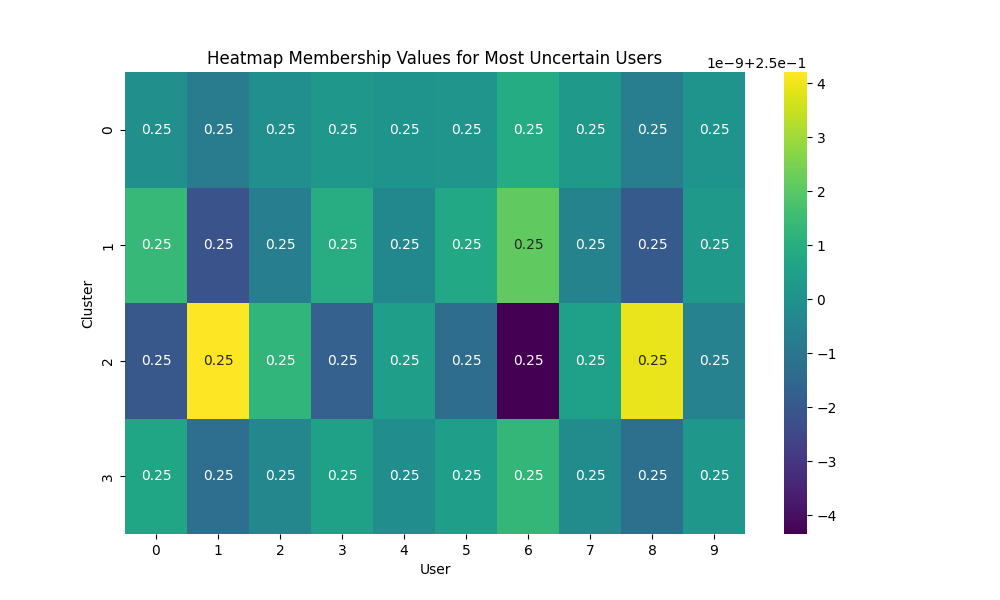 Heatmap Membership Values for Most Uncertain Users
1e−9+2.5e−1
0 0.25 0.25 0.25 0.25 0.25 0.25 0.25 0.25 0.25 0.25
1 0.25 0.25 0.25 0.25 0.25 0.25 0.25 0.25 0.25 0.25
2 0.25 0.25 0.25 0.25 0.25 0.25 0.25 0.25 0.25 0.25
3 0.25 0.25 0.25 0.25 0.25 0.25 0.25 0.25 0.25 0.25
0 1 2 3 4 5 6 7 8 9
User
Cluster
4
3
2
1
0
−1
−2
−3
−4